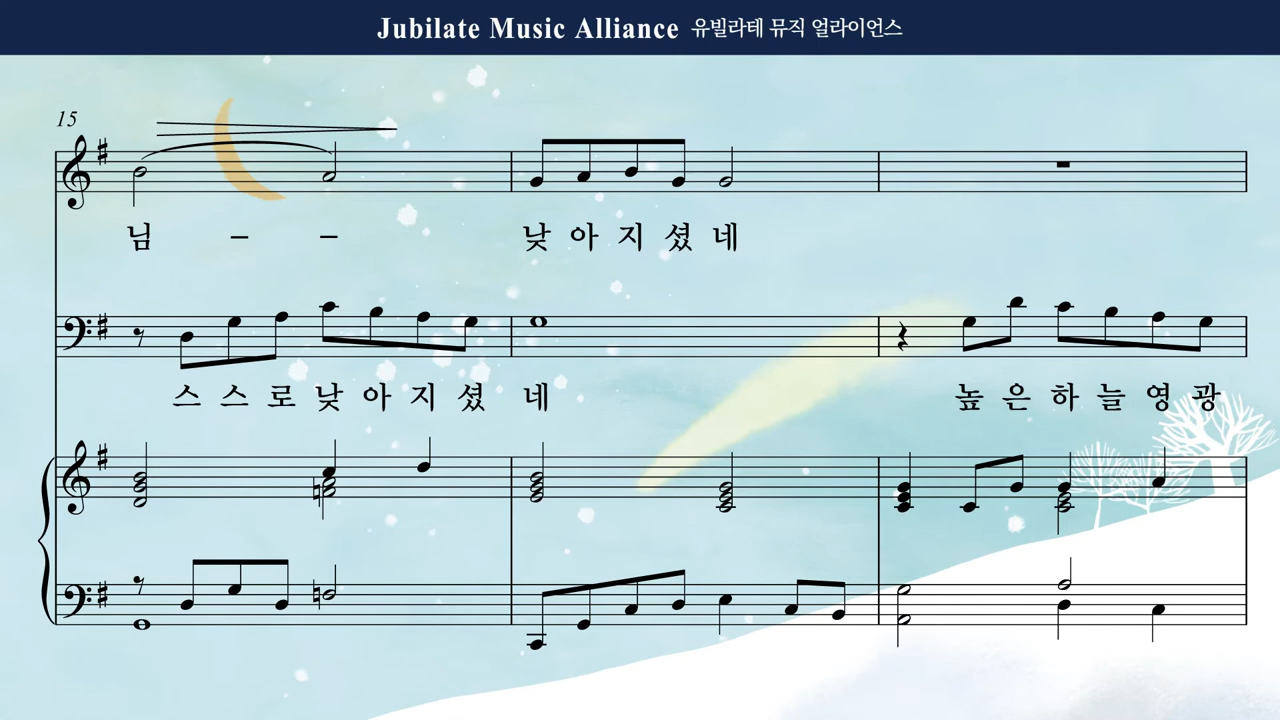 Jubilate Music Alliance 유빌라테 뮤직 얼라이언스
15
님 – – 낮 아 지 셨 네
스 스 로 낮 아 지 셨 네 높 은 하 늘 영 광